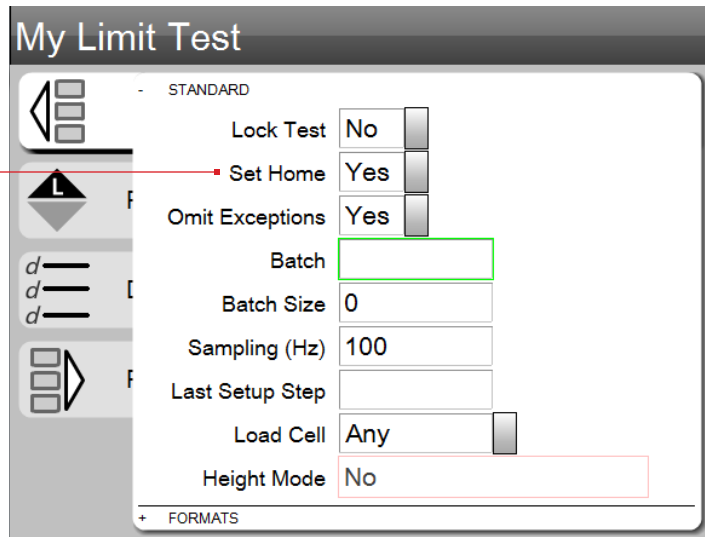 My Limit Test
- STANDARD
Lock Test No
Set Home Yes
L
Omit Exceptions Yes
Batch
d
d
d
Batch Size 0
Sampling (Hz) 100
Last Setup Step
Load Cell Any
Height Mode No
+ FORMATS